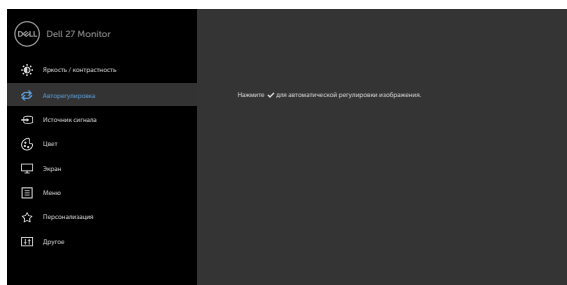 DELL
Dell 27 Monitor
Яркость / контрастность
Авторегулировка
Нажмите ✔ для автоматической регулировки изображения.
Источник сигнала
Цвет
Экран
Меню
Персонализация
Другое